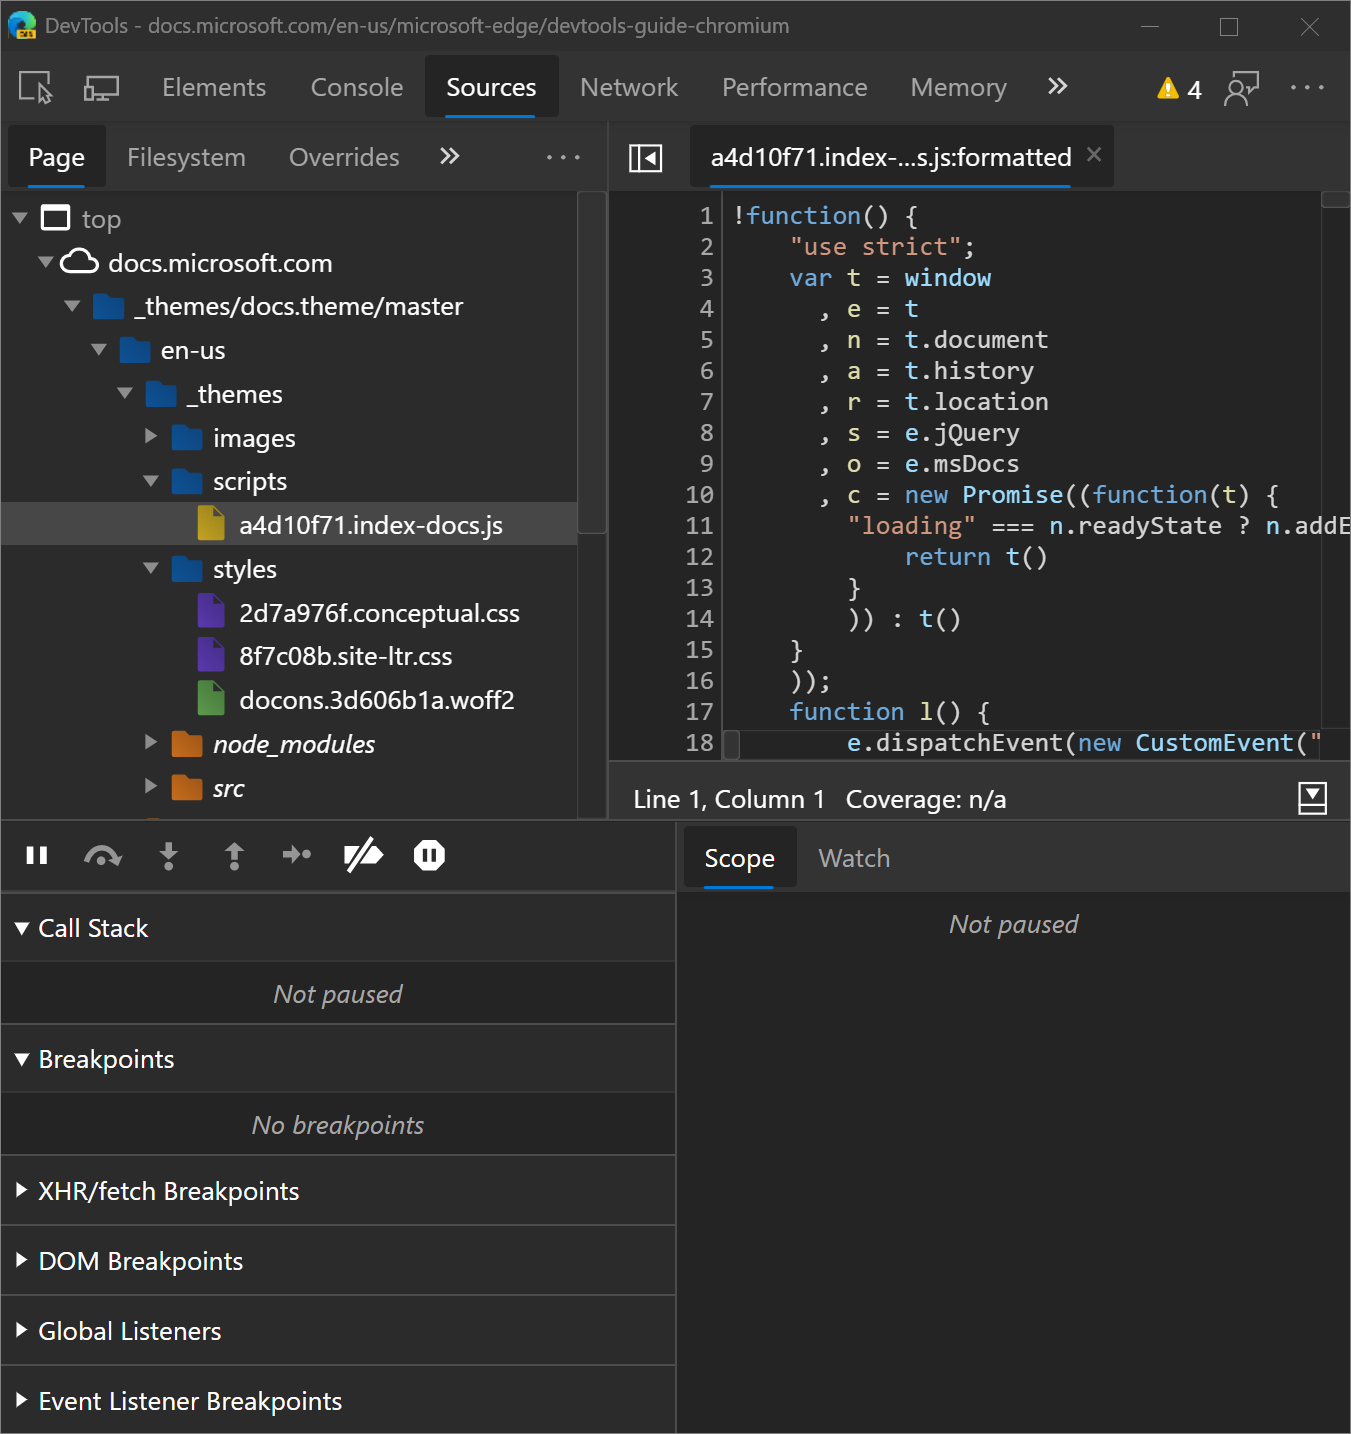 DevTools - docs.microsoft.com/en-us/microsoft-edge/devtools-guide-chromium
Elements Console Sources Network Performance Memory 4
Page Filesystem Overrides
top
docs.microsoft.com
_themes/docs.theme/master
en-us
_themes
images
scripts
a4d10f71.index-docs.js
styles
2d7a976f.conceptual.css
8f7c08b.site-ltr.css
docons.3d606b1a.woff2
node_modules
src
a4d10f71.index-...s.js:formatted
1 !function() {
2 "use strict";
3 var t = window
4 , e = t
5 , n = t.document
6 , a = t.history
7 , r = t.location
8 , s = e.jQuery
9 , o = e.msDocs
10 , c = new Promise((function(t) {
11 "loading" === n.readyState ? n.addE
12 return t()
13 }
14 )) : t()
15 }
16 ));
17 function l() {
18 e.dispatchEvent(new CustomEvent("
Line 1, Column 1 Coverage: n/a
Call Stack
Not paused
Breakpoints
No breakpoints
XHR/fetch Breakpoints
DOM Breakpoints
Global Listeners
Event Listener Breakpoints
Scope Watch
Not paused